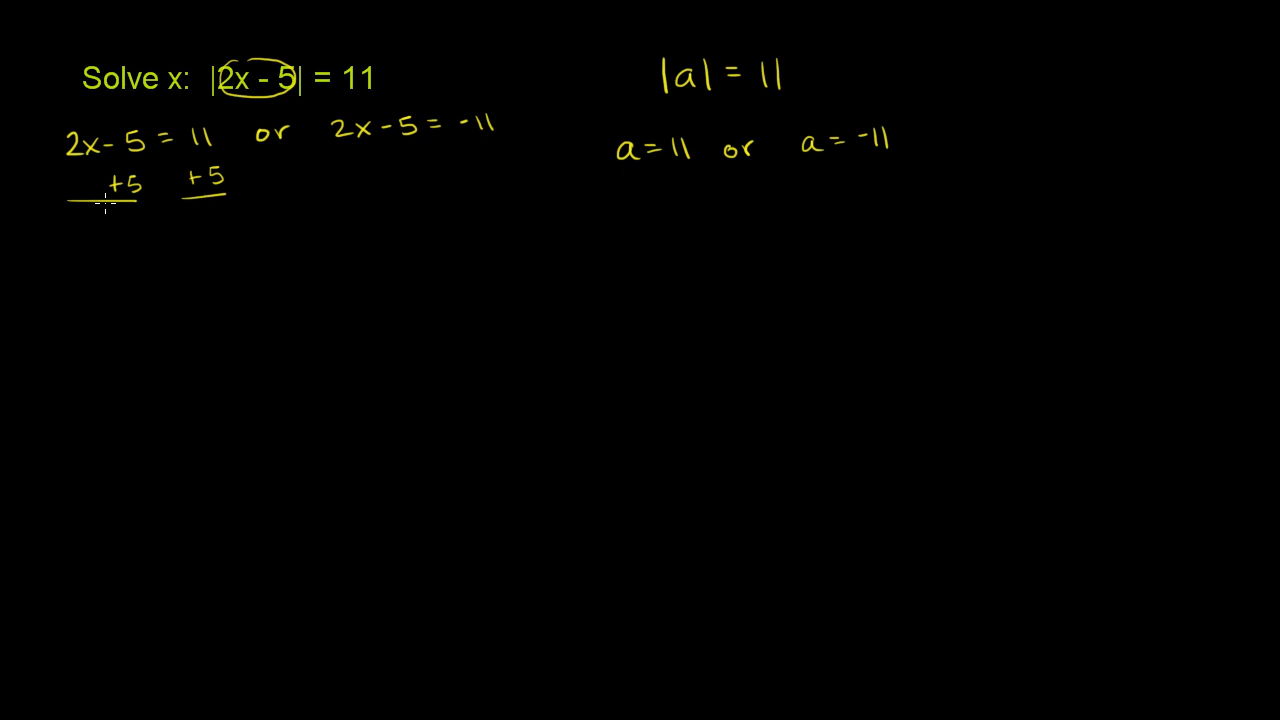 Solve x: |2x - 5| = 11
|a| = 11
2x - 5 = 11 or 2x - 5 = -11
+5 +5
a = 11 or a = -11